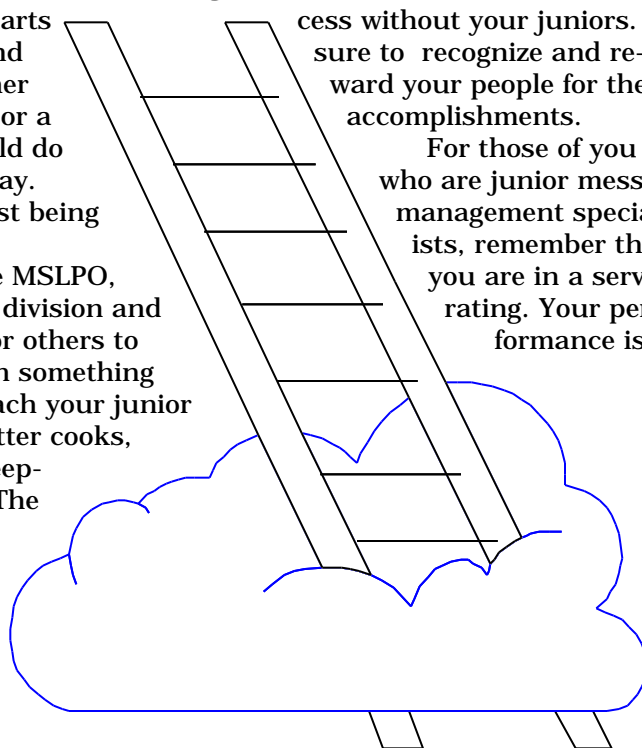 arts
nd
ner
or a
ld do
ay.
st being
e MSLPO,
division and
or others to
n something
ach your junior
tter cooks,
eep-
The
cess without your juniors.
sure to recognize and re-
ward your people for the
accomplishments.
For those of you
who are junior mess
management special
ists, remember th
you are in a serv
rating. Your per
formance is